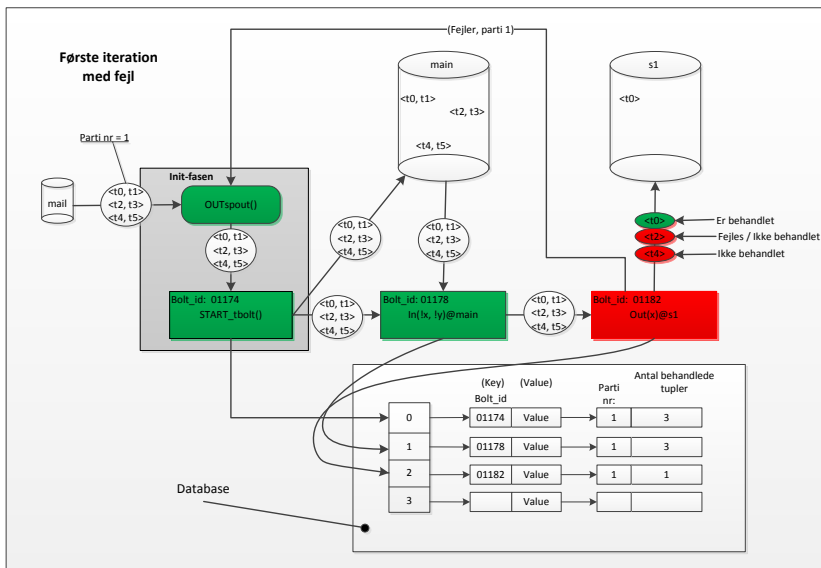 Første iteration
med fejl
(Fejler, parti 1)
main
s1
<t0, t1>
<t2, t3>
<t4, t5>
<t0>
Parti nr = 1
Init-fasen
mail
<t0, t1>
<t2, t3>
<t4, t5>
OUTspout()
<t0, t1>
<t2, t3>
<t4, t5>
<t0, t1>
<t2, t3>
<t4, t5>
<t0, t1>
<t2, t3>
<t4, t5>
<t0>
Er behandlet
<t2>
Fejles / Ikke behandlet
<t4>
Ikke behandlet
Bolt_id: 01174
START_tbolt()
<t0, t1>
<t2, t3>
<t4, t5>
Bolt_id: 01178
In(!x, !y)@main
<t0, t1>
<t2, t3>
<t4, t5>
Bolt_id: 01182
Out(x)@s1
(Key)
Bolt_id
(Value)
Parti
nr:
Antal behandlede
tupler
0
01174
Value
1
3
1
01178
Value
1
3
2
01182
Value
1
1
3
Value
Database